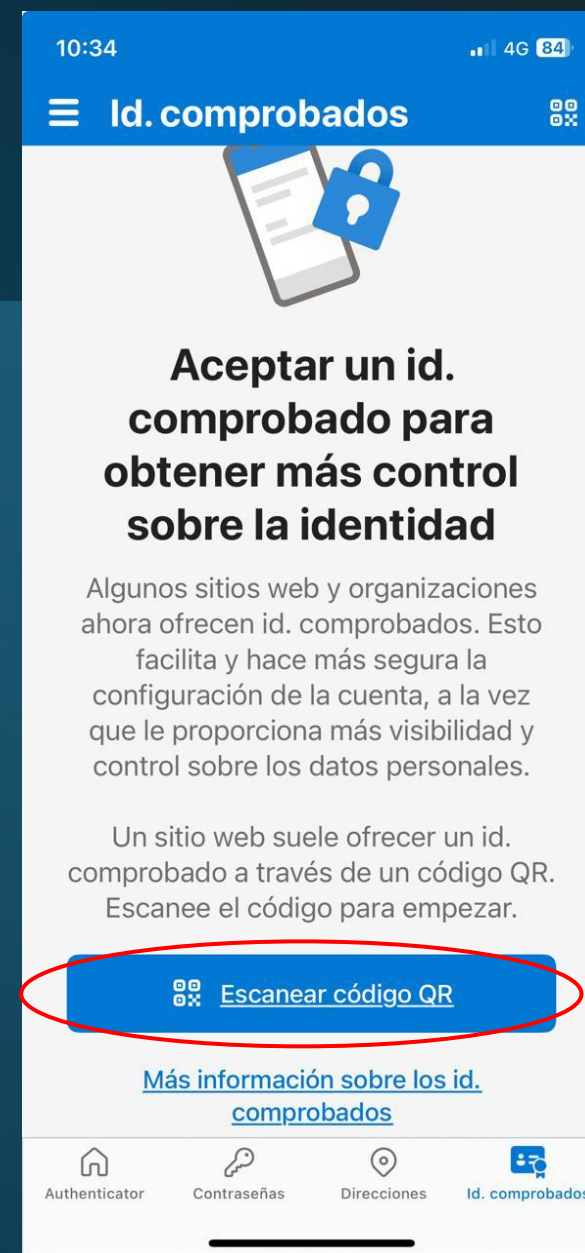 10:34
4G 84
Id. comprobados
Aceptar un id.
comprobado para
obtener más control
sobre la identidad
Algunos sitios web y organizaciones
ahora ofrecen id. comprobados. Esto
facilita y hace más segura la
configuración de la cuenta, a la vez
que le proporciona más visibilidad y
control sobre los datos personales.
Un sitio web suele ofrecer un id.
comprobado a través de un código QR.
Escanee el código para empezar.
Escanear código QR
Más información sobre los id.
comprobados
Authenticator Contraseñas Direcciones Id. comprobados